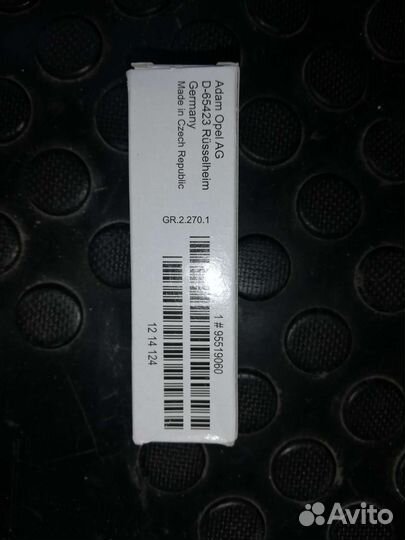 Adam Opel AG
D-65423 Rüsselheim
Germany
Made in Czech Republic
GR.2.270.1
1 # 95519060
12 14 124
Avito